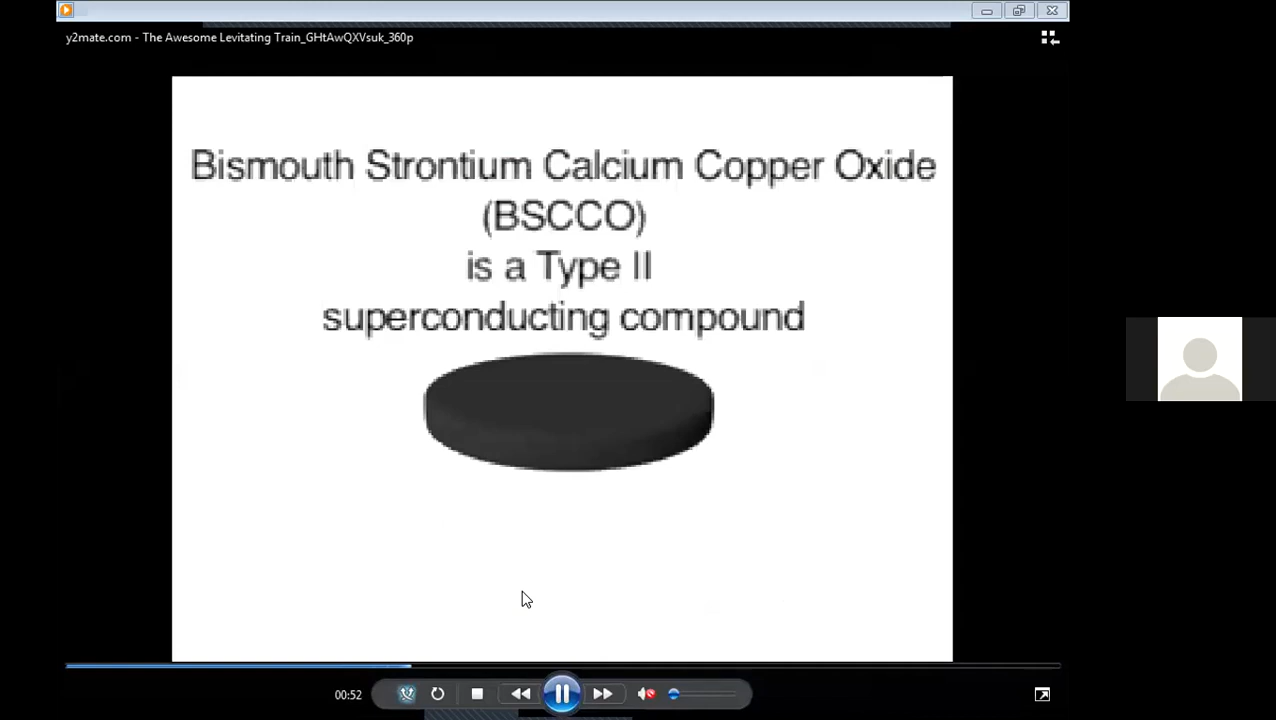 y2mate.com - The Awesome Levitating Train_GHtAwQXVsuk_360p
Bismouth Strontium Calcium Copper Oxide
(BSCCO)
is a Type II
superconducting compound
00:52